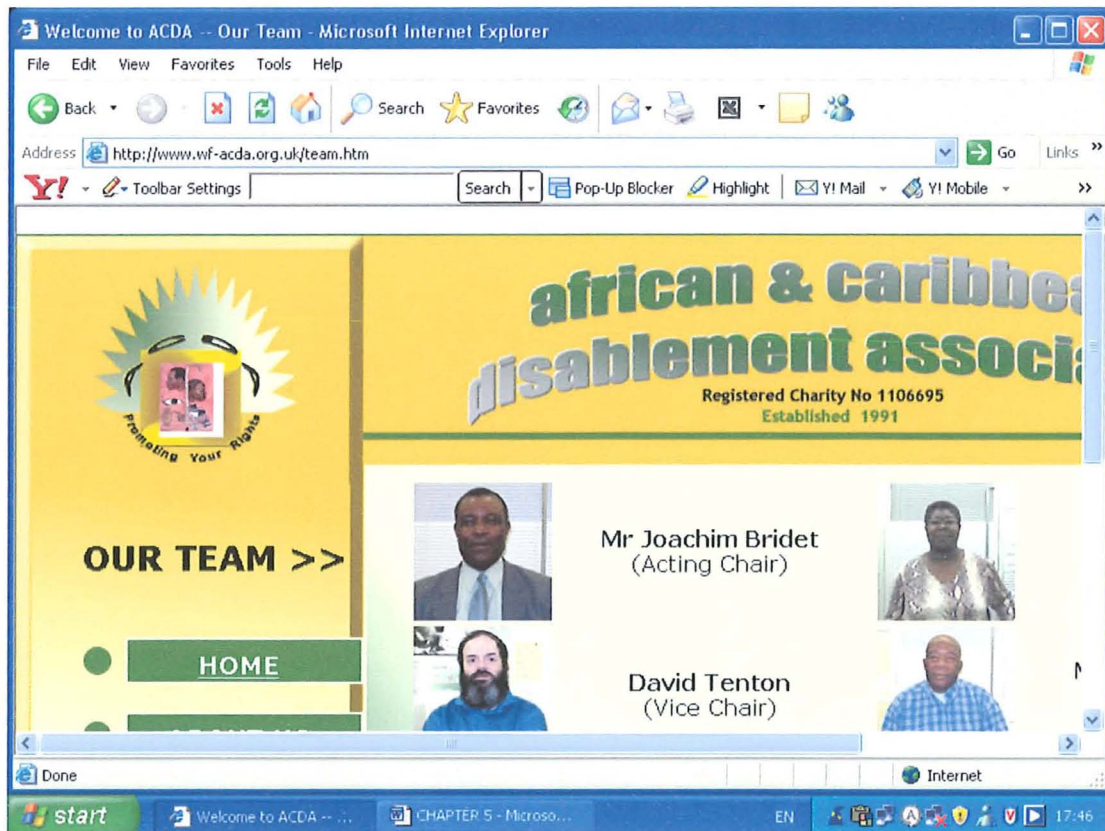 Welcome to ACDA -- Our Team - Microsoft Internet Explorer
File Edit View Favorites Tools Help
Back Search Favorites
Address http://www.wf-acda.org.uk/team.htm Go Links »
Y! Toolbar Settings Search Pop-Up Blocker Highlight Y! Mail Y! Mobile »
Promoting Your Rights
african & caribbea
disablement associa
Registered Charity No 1106695
Established 1991
OUR TEAM >>
HOME
Mr Joachim Bridet
(Acting Chair)
David Tenton
(Vice Chair)
Done Internet
start Welcome to ACDA -- ... CHAPTER 5 - Microso... EN 17:46